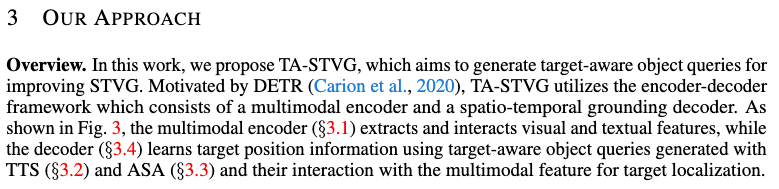 3 OUR APPROACH
Overview. In this work, we propose TA-STVG, which aims to generate target-aware object queries for
improving STVG. Motivated by DETR (Carion et al., 2020), TA-STVG utilizes the encoder-decoder
framework which consists of a multimodal encoder and a spatio-temporal grounding decoder. As
shown in Fig. 3, the multimodal encoder (§3.1) extracts and interacts visual and textual features, while
the decoder (§3.4) learns target position information using target-aware object queries generated with
TTS (§3.2) and ASA (§3.3) and their interaction with the multimodal feature for target localization.